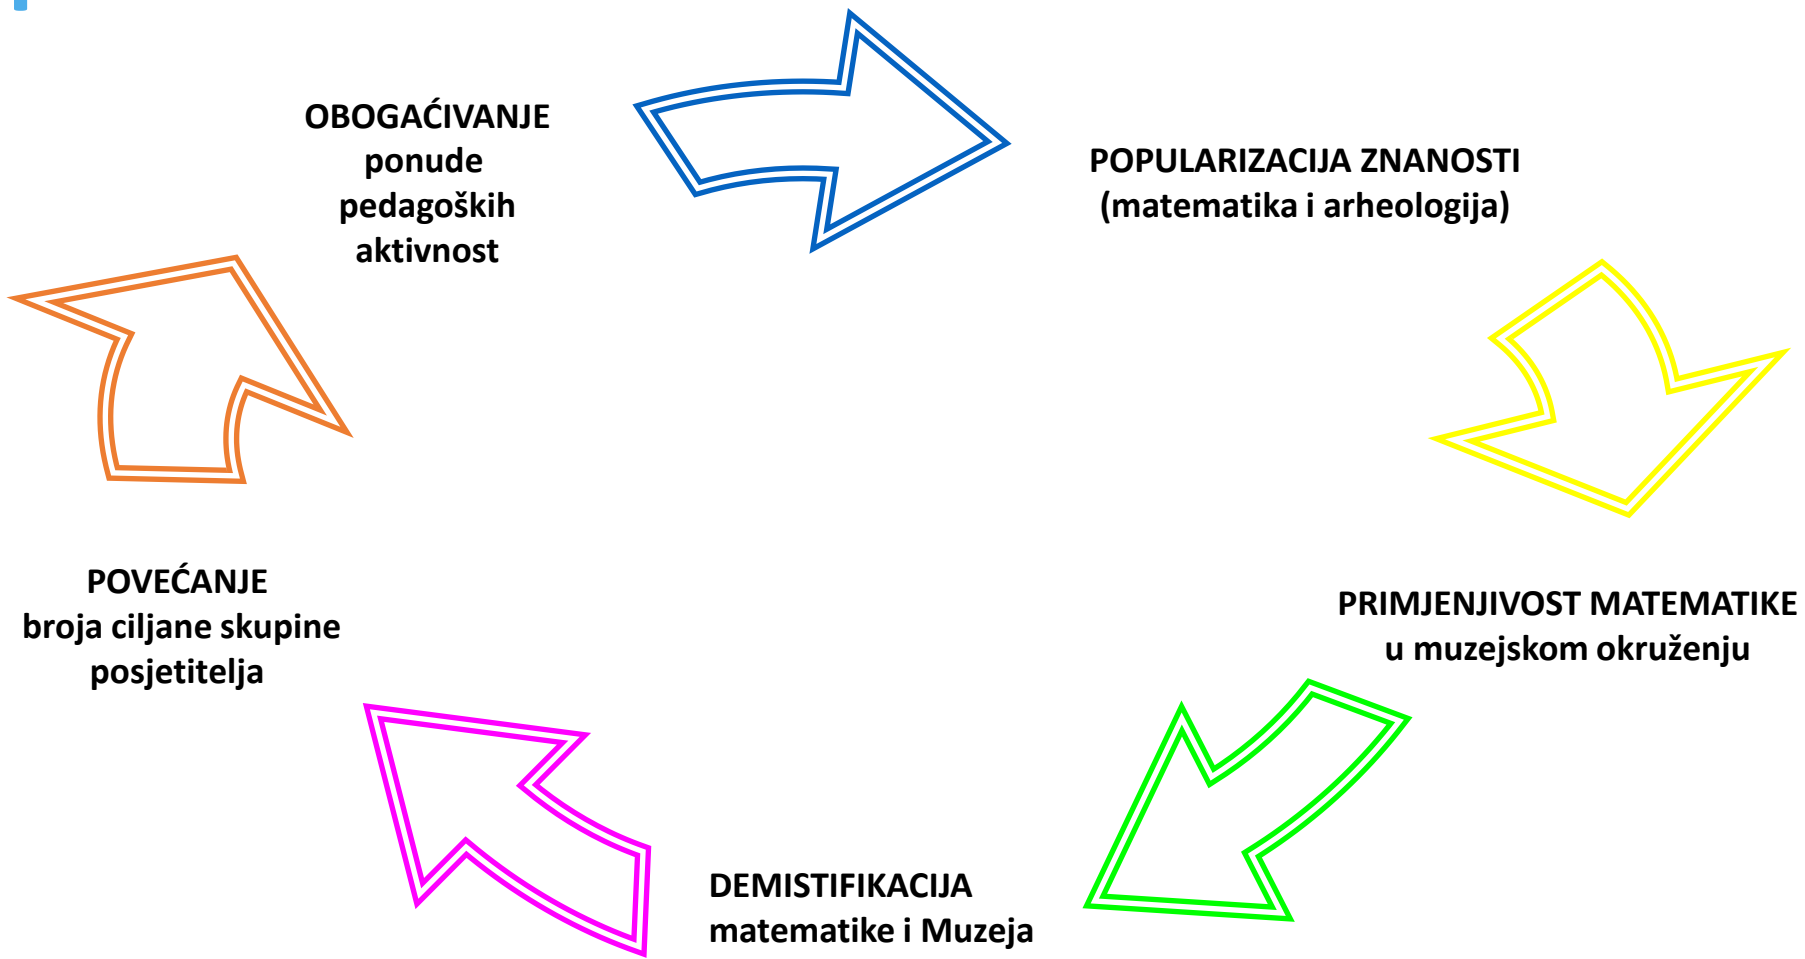 OBOGAĆIVANJE
ponude
pedagoških
aktivnost
POPULARIZACIJA ZNANOSTI
(matematika i arheologija)
PRIMJENJIVOST MATEMATIKE
u muzejskom okruženju
DEMISTIFIKACIJA
matematike i Muzeja
POVEĆANJE
broja ciljane skupine
posjetitelja